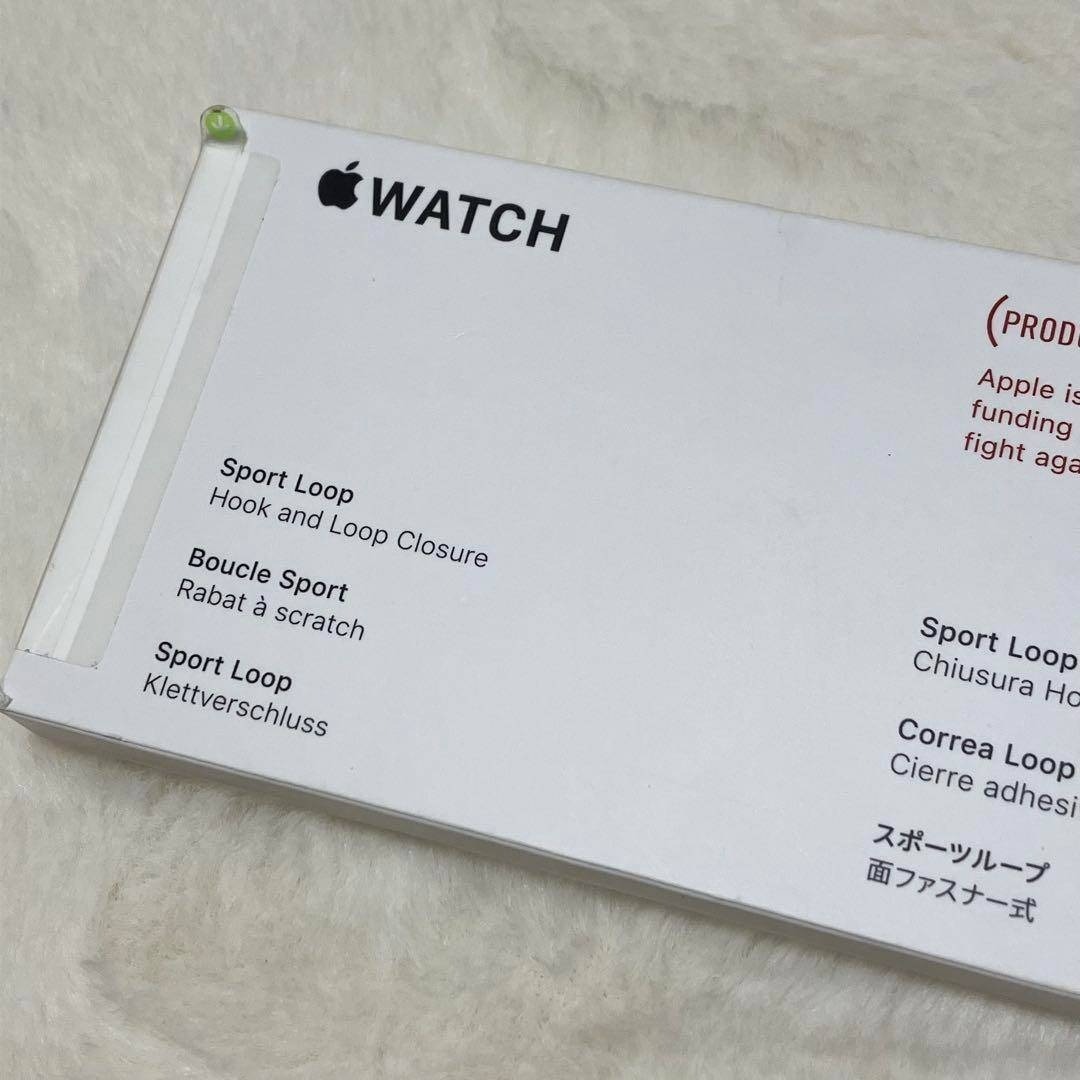 WATCH
Sport Loop
Hook and Loop Closure
Boucle Sport
Rabat à scratch
Sport Loop
Klettverschluss
(PROD
Apple is
funding
fight aga
Sport Loop
Chiusura Ho
Correa Loop
Cierre adhesi
スポーツループ
面ファスナー式